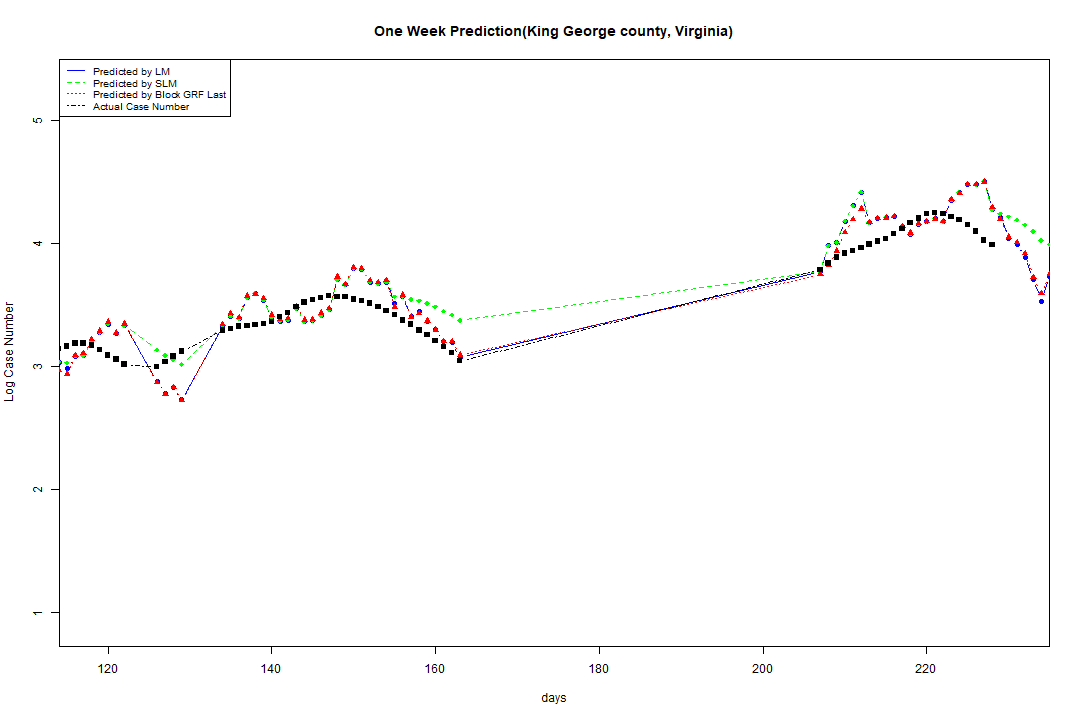 One Week Prediction(King George county, Virginia)
Predicted by LM
Predicted by SLM
Predicted by Block GRF Last
Actual Case Number
5
4
3
2
1
Log Case Number
120 140 160 180 200 220
days